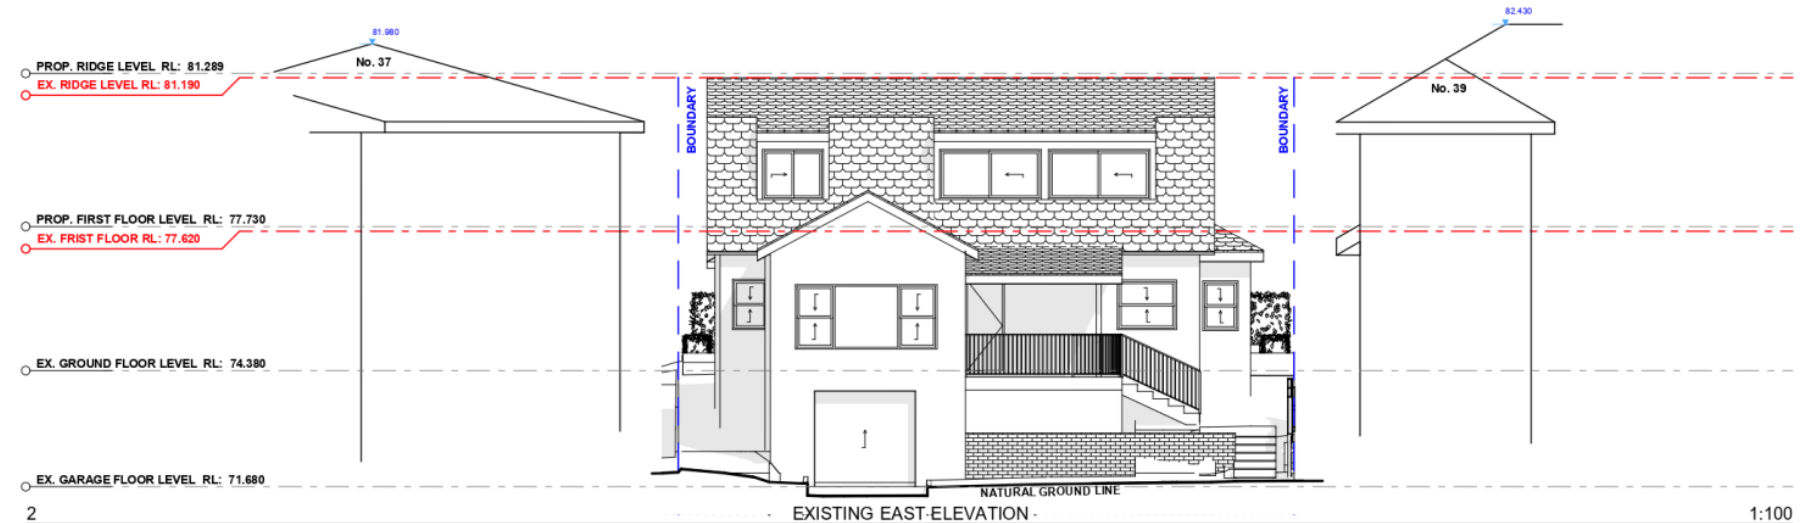 82.430
81.980
No. 37
PROP. RIDGE LEVEL RL: 81.289
EX. RIDGE LEVEL RL: 81.190
No. 39
BOUNDARY
BOUNDARY
PROP. FIRST FLOOR LEVEL RL: 77.730
EX. FRIST FLOOR RL: 77.620
EX. GROUND FLOOR LEVEL RL: 74.380
EX. GARAGE FLOOR LEVEL RL: 71.680
NATURAL GROUND LINE
2
EXISTING EAST ELEVATION
1:100